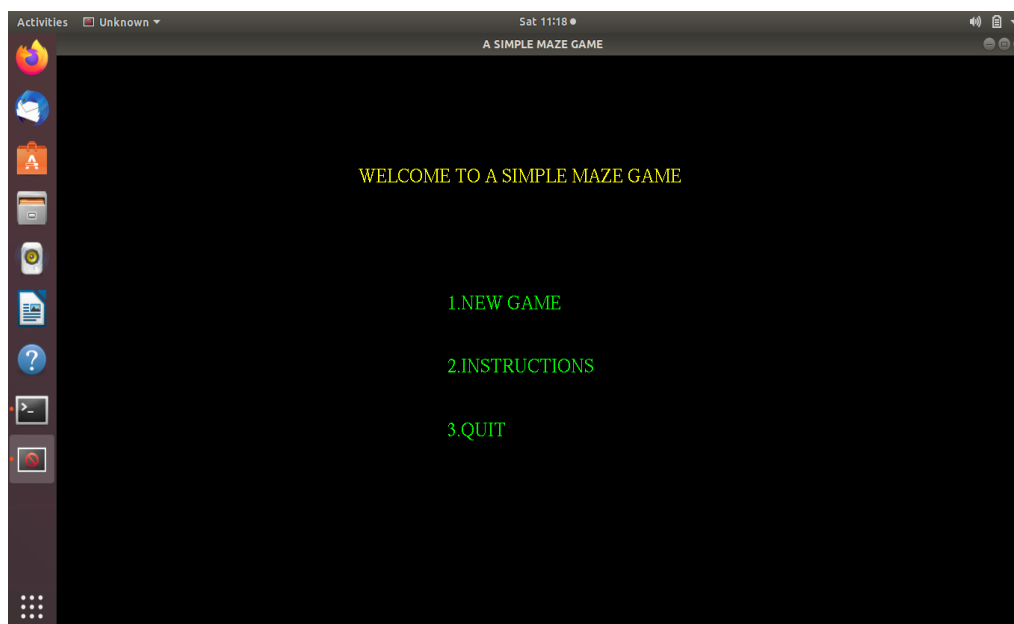 Activities Unknown Sat 11:18
A SIMPLE MAZE GAME
WELCOME TO A SIMPLE MAZE GAME
1.NEW GAME
2.INSTRUCTIONS
3.QUIT